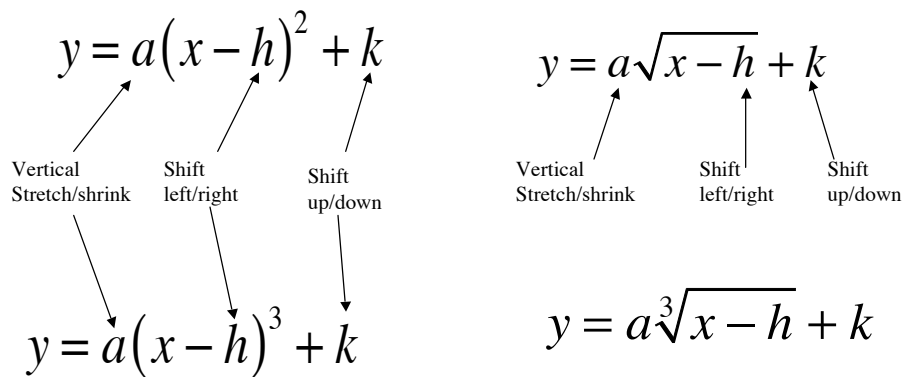 y = a(x − h)² + k
y = a√(x − h) + k
Vertical
Stretch/shrink
Shift
left/right
Shift
up/down
Vertical
Stretch/shrink
Shift
left/right
Shift
up/down
y = a(x − h)³ + k
y = a∛(x − h) + k